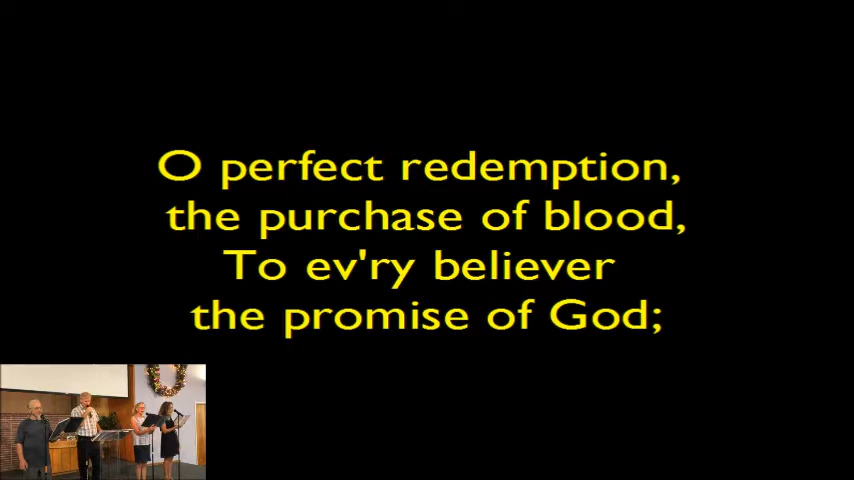 O perfect redemption,
the purchase of blood,
To ev'ry believer
the promise of God;